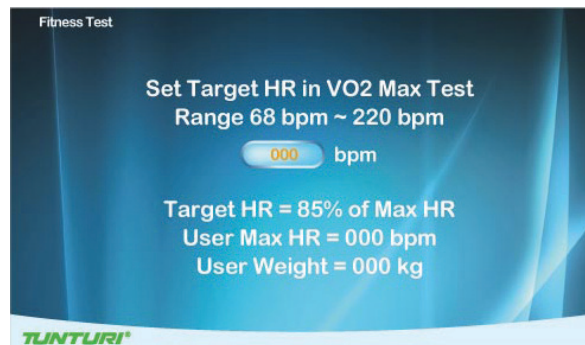 Fitness Test
Set Target HR in VO2 Max Test
Range 68 bpm ~ 220 bpm
000 bpm
Target HR = 85% of Max HR
User Max HR = 000 bpm
User Weight = 000 kg
TUNTURI®